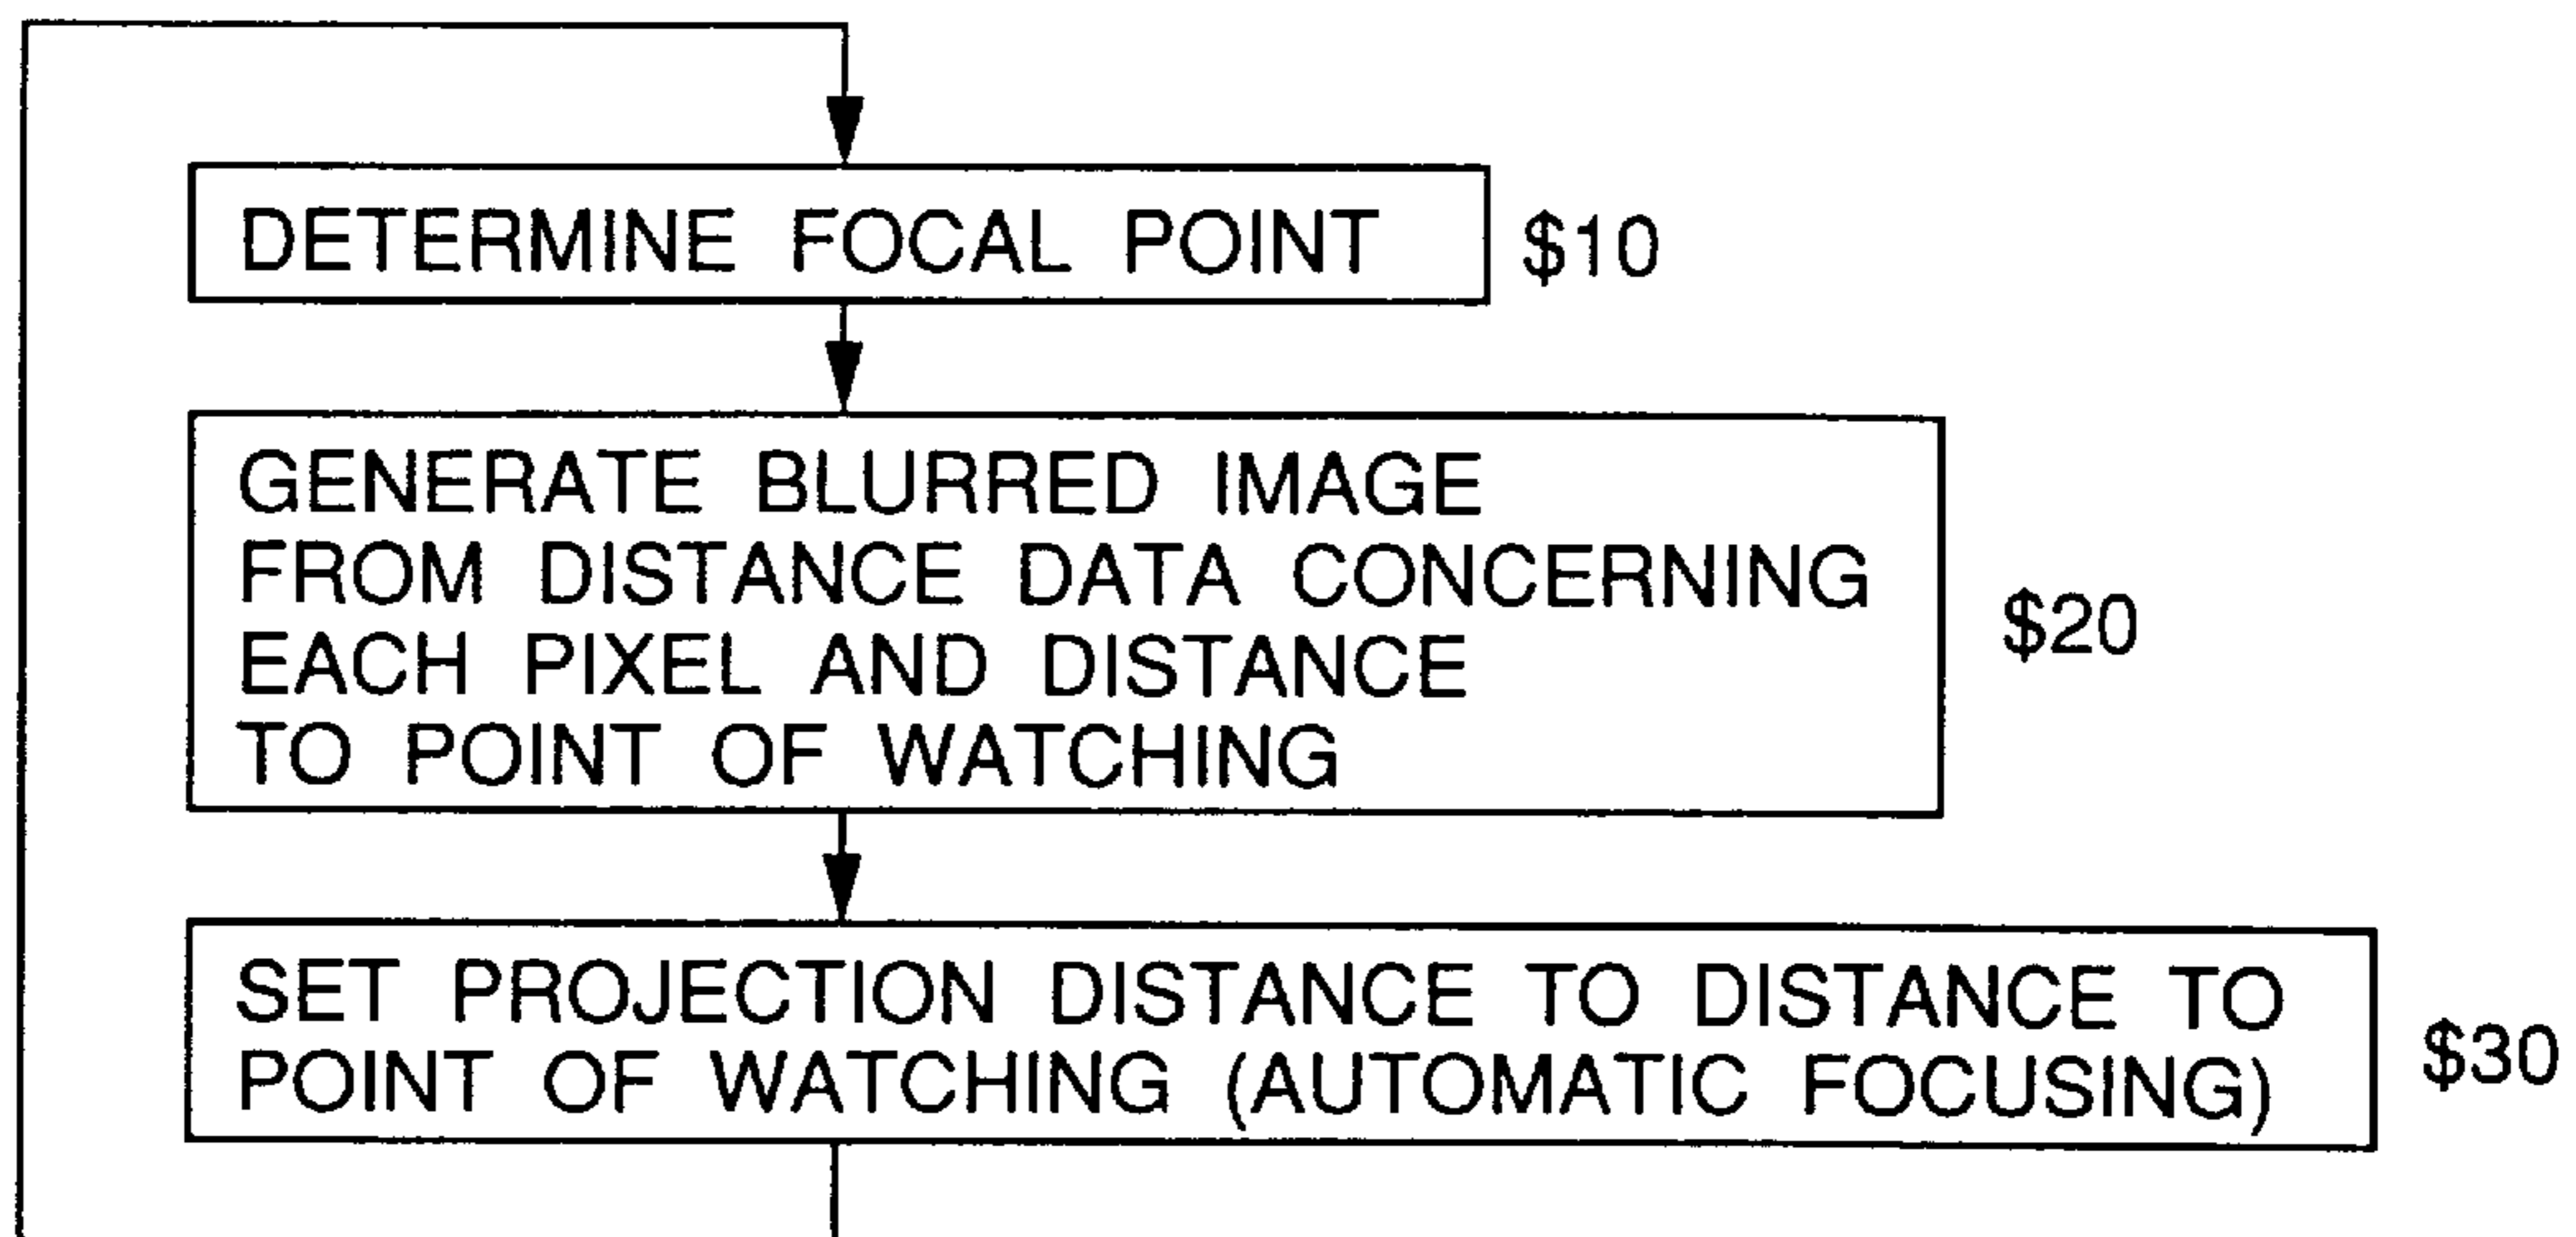 DETERMINE FOCAL POINT $10
GENERATE BLURRED IMAGE
FROM DISTANCE DATA CONCERNING
EACH PIXEL AND DISTANCE
TO POINT OF WATCHING
$20
SET PROJECTION DISTANCE TO DISTANCE TO
POINT OF WATCHING (AUTOMATIC FOCUSING)
$30